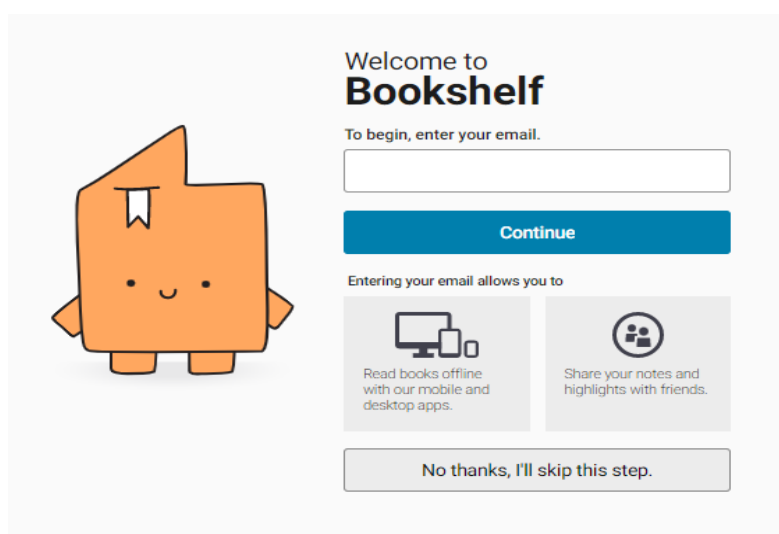 Welcome to
Bookshelf
To begin, enter your email.
Continue
Entering your email allows you to
Read books offline
with our mobile and
desktop apps.
Share your notes and
highlights with friends.
No thanks, I'll skip this step.